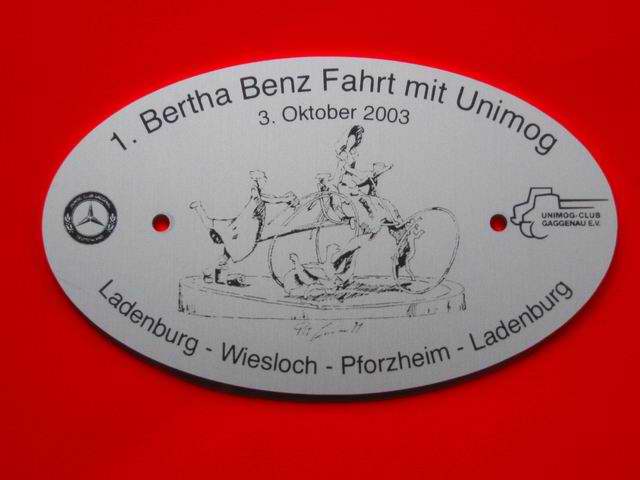 1. Bertha Benz Fahrt mit Unimog
3. Oktober 2003
UNIMOG-CLUB
GAGGENAU E.V.
Ladenburg - Wiesloch - Pforzheim - Ladenburg